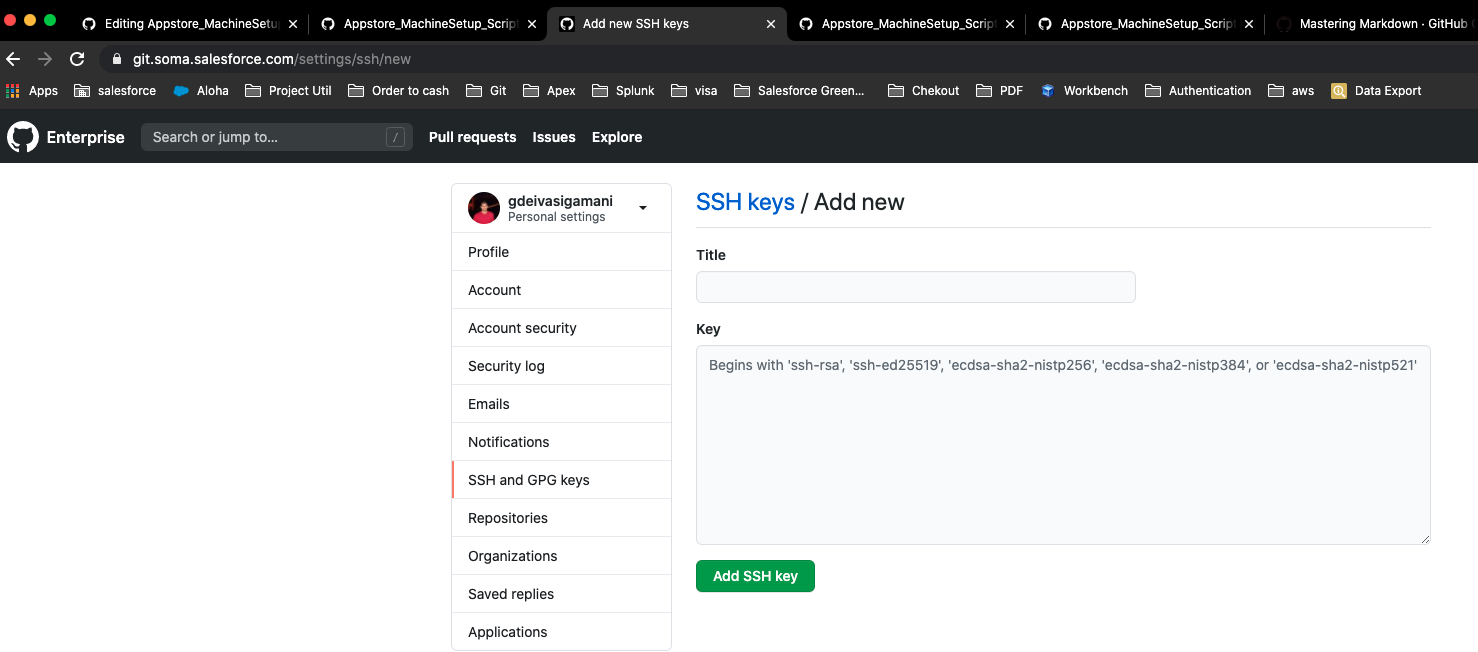 Editing Appstore_MachineSetu
Appstore_MachineSetup_Script
Add new SSH keys
Appstore_MachineSetup_Script
Appstore_MachineSetup_Script
Mastering Markdown · GitHub
git.soma.salesforce.com/settings/ssh/new
Apps
salesforce
Aloha
Project Util
Order to cash
Git
Apex
Splunk
visa
Salesforce Green...
Chekout
PDF
Workbench
Authentication
aws
Data Export
Enterprise
Search or jump to...
/
Pull requests
Issues
Explore
gdeivasigamani
Personal settings
Profile
Account
Account security
Security log
Emails
Notifications
SSH and GPG keys
Repositories
Organizations
Saved replies
Applications
SSH keys / Add new
Title
Key
Begins with 'ssh-rsa', 'ssh-ed25519', 'ecdsa-sha2-nistp256', 'ecdsa-sha2-nistp384', or 'ecdsa-sha2-nistp521'
Add SSH key